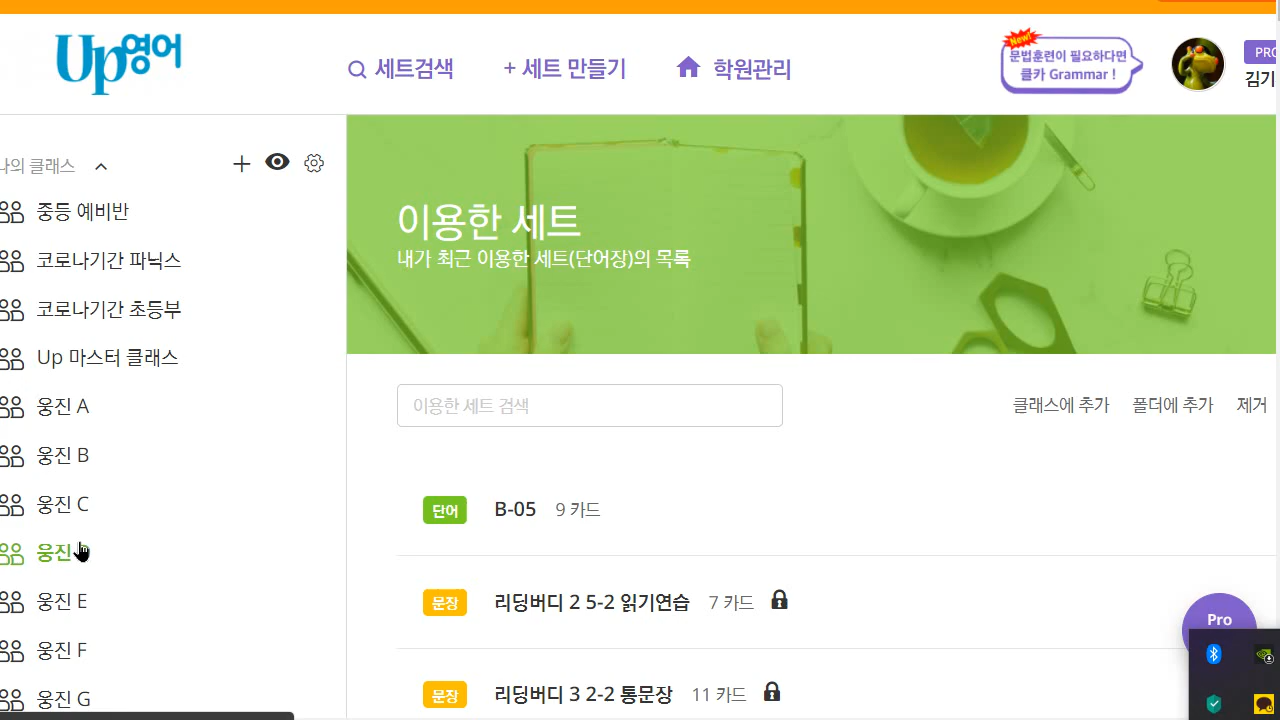 Up영어
세트검색
+ 세트 만들기
학원관리
New!
문법훈련이 필요하다면
클카 Grammar !
PRO
김기
나의 클래스
중등 예비반
코로나기간 파닉스
코로나기간 초등부
Up 마스터 클래스
웅진 A
웅진 B
웅진 C
웅진
웅진 E
웅진 F
웅진 G
이용한 세트
내가 최근 이용한 세트(단어장)의 목록
이용한 세트 검색
클래스에 추가 폴더에 추가 제거
단어 B-05 9 카드
문장 리딩버디 2 5-2 읽기연습 7 카드
문장 리딩버디 3 2-2 통문장 11 카드
Pro